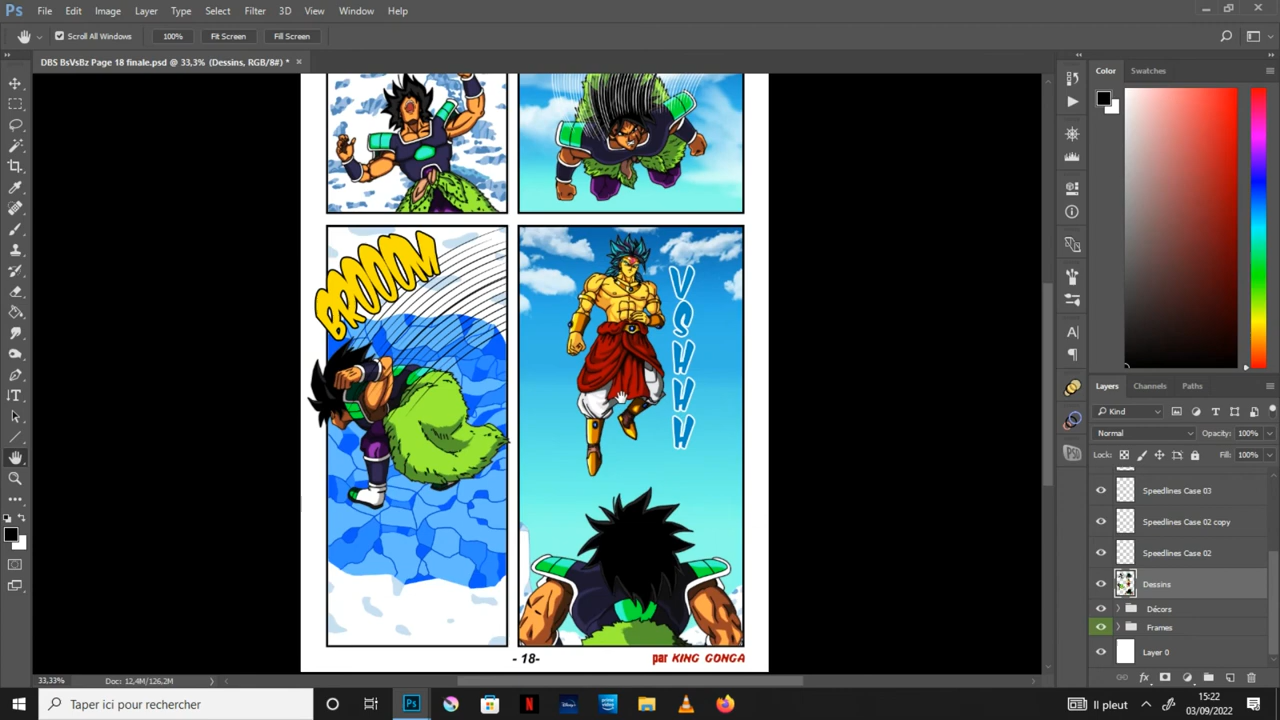 Ps File Edit Image Layer Type Select Filter 3D View Window Help
Scroll All Windows 100% Fit Screen Fill Screen
DBS BsVsBz Page 18 finale.psd @ 33,3% (Dessins, RGB/8#) *
Color Swatches
BROOOM
VSHHH
Layers Channels Paths
Kind
Normal Opacity: 100%
Lock: Fill: 100%
Speedlines Case 03
Speedlines Case 02 copy
Speedlines Case 02
Dessins
Décors
Frames
Layer 0
- 18-
par KING GONGA
33,33% Doc: 12,4M/126,2M
Taper ici pour rechercher
Ps
N
Il pleut
15:22
03/09/2022